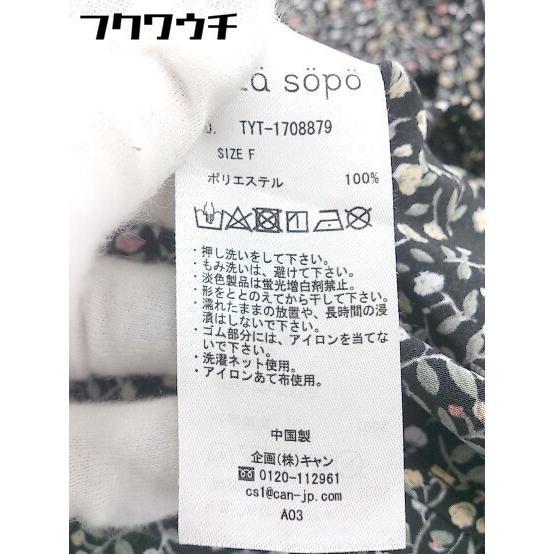 フクワウチ
söpö
TYT-1708879
SIZE F
ポリエステル 100%
・押し洗いをして下さい。
・もみ洗いは、避けて下さい。
・淡色製品は蛍光増白剤禁止。
・形をととのえてから干して下さい。
・濡れたままの放置や、長時間の浸
漬はしないで下さい。
・ゴム部分には、アイロンを当てな
いで下さい。
・洗濯ネット使用。
・アイロンあて布使用。
中国製
企画(株)キャン
0120-112961
cs1@can-jp.com
A03